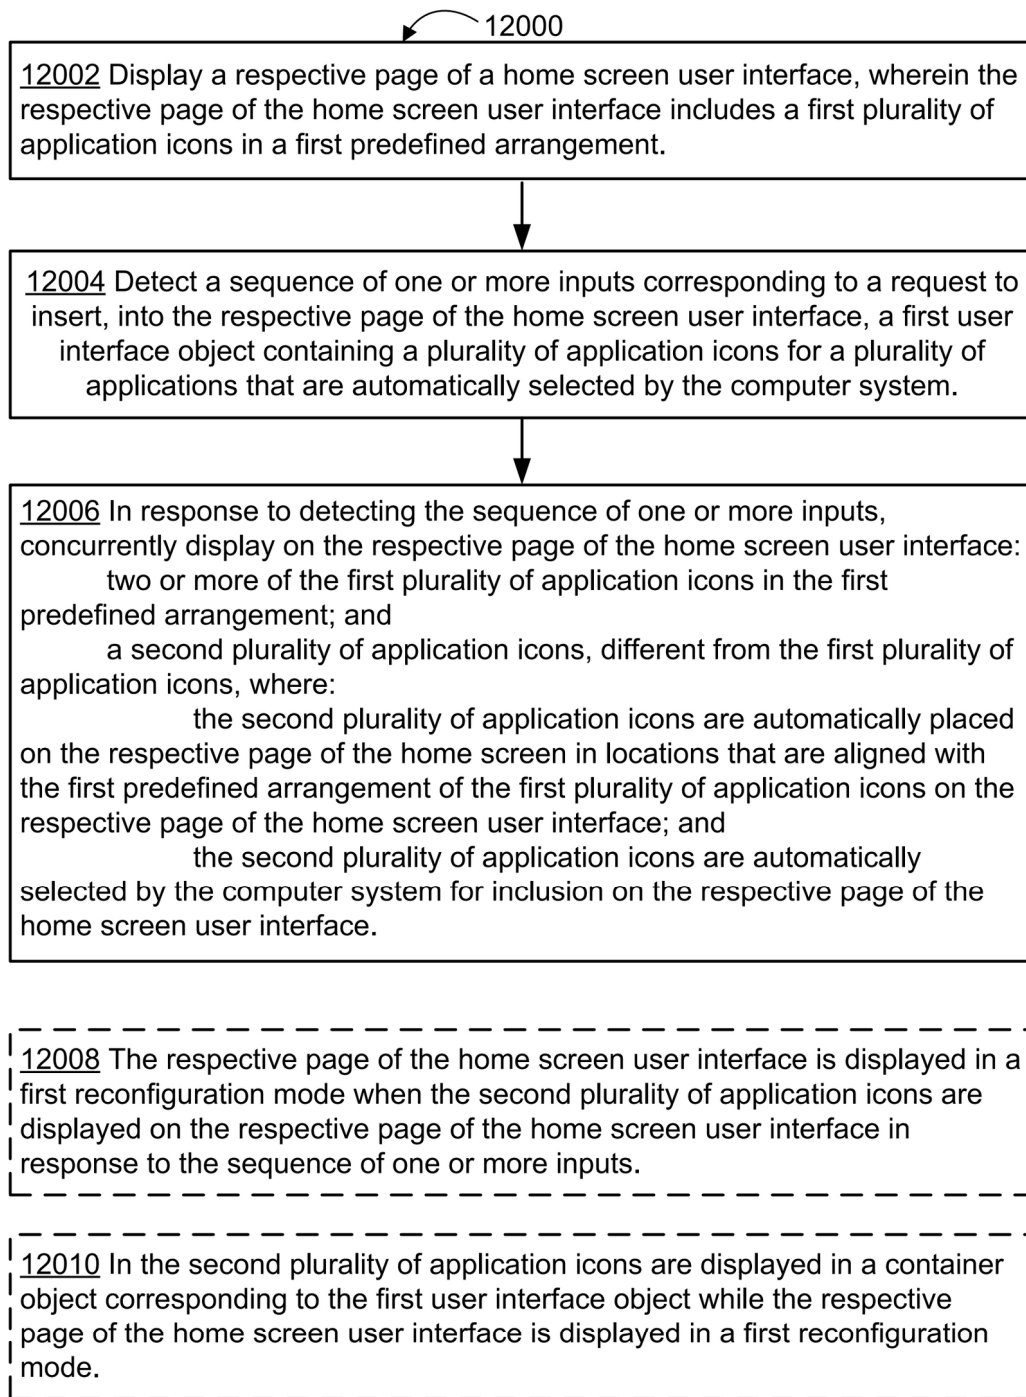 12000
12002 Display a respective page of a home screen user interface, wherein the
respective page of the home screen user interface includes a first plurality of
application icons in a first predefined arrangement.
12004 Detect a sequence of one or more inputs corresponding to a request to
insert, into the respective page of the home screen user interface, a first user
interface object containing a plurality of application icons for a plurality of
applications that are automatically selected by the computer system.
12006 In response to detecting the sequence of one or more inputs,
concurrently display on the respective page of the home screen user interface:
two or more of the first plurality of application icons in the first
predefined arrangement; and
a second plurality of application icons, different from the first plurality of
application icons, where:
the second plurality of application icons are automatically placed
on the respective page of the home screen in locations that are aligned with
the first predefined arrangement of the first plurality of application icons on the
respective page of the home screen user interface; and
the second plurality of application icons are automatically
selected by the computer system for inclusion on the respective page of the
home screen user interface.
12008 The respective page of the home screen user interface is displayed in a
first reconfiguration mode when the second plurality of application icons are
displayed on the respective page of the home screen user interface in
response to the sequence of one or more inputs.
12010 In the second plurality of application icons are displayed in a container
object corresponding to the first user interface object while the respective
page of the home screen user interface is displayed in a first reconfiguration
mode.